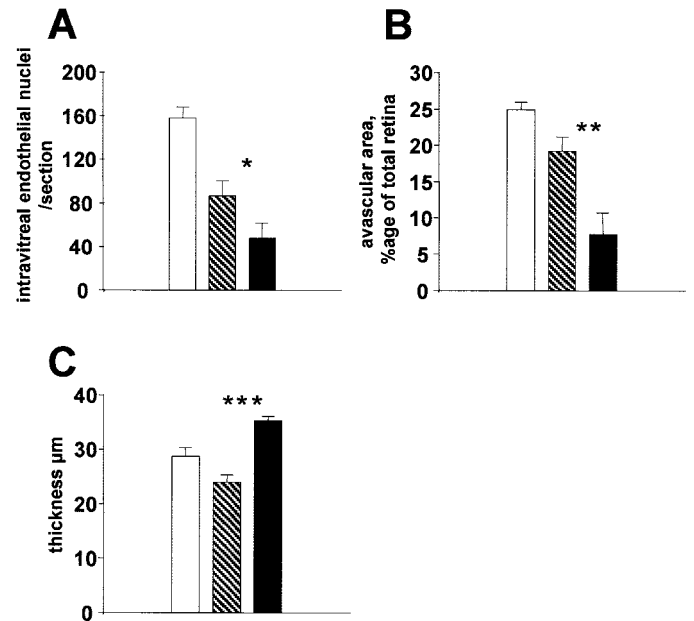 A
intravitreal endothelial nuclei
/section
200
160
120
80
40
0
*
B
avascular area,
%age of total retina
30
25
20
15
10
5
0
**
C
thickness µm
40
30
20
10
0
***